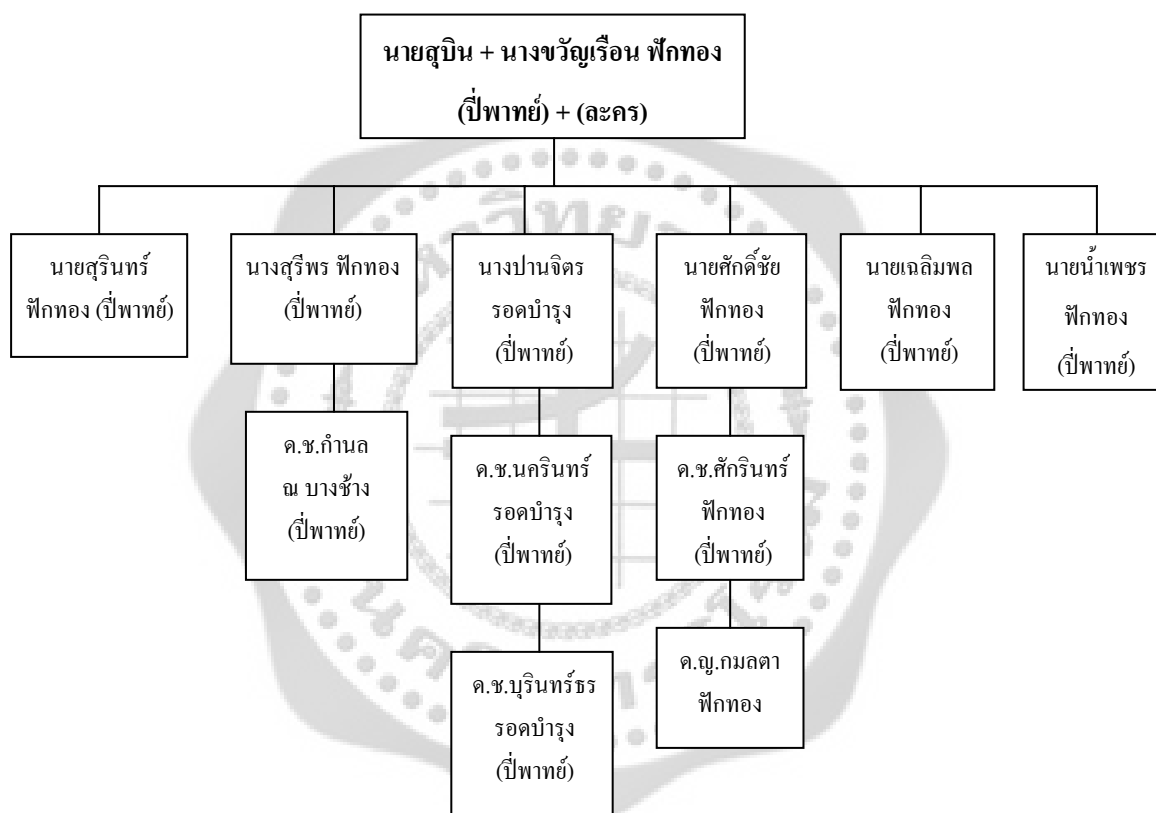 นายสุบิน + นางขวัญเรือน ฟักทอง
(ปี่พาทย์) + (ละคร)
นายสุรินทร์
ฟักทอง (ปี่พาทย์)
นางสุรีพร ฟักทอง
(ปี่พาทย์)
นางปานจิตร
รอดบำรุง
(ปี่พาทย์)
นายศักดิ์ชัย
ฟักทอง
(ปี่พาทย์)
นายเฉลิมพล
ฟักทอง
(ปี่พาทย์)
นายน้ำเพชร
ฟักทอง
(ปี่พาทย์)
ด.ช.กำนล
ณ บางช้าง
(ปี่พาทย์)
ด.ช.นครินทร์
รอดบำรุง
(ปี่พาทย์)
ด.ช.ศักรินทร์
ฟักทอง
(ปี่พาทย์)
ด.ช.บุรินทร์ธร
รอดบำรุง
(ปี่พาทย์)
ด.ญ.กมลตา
ฟักทอง